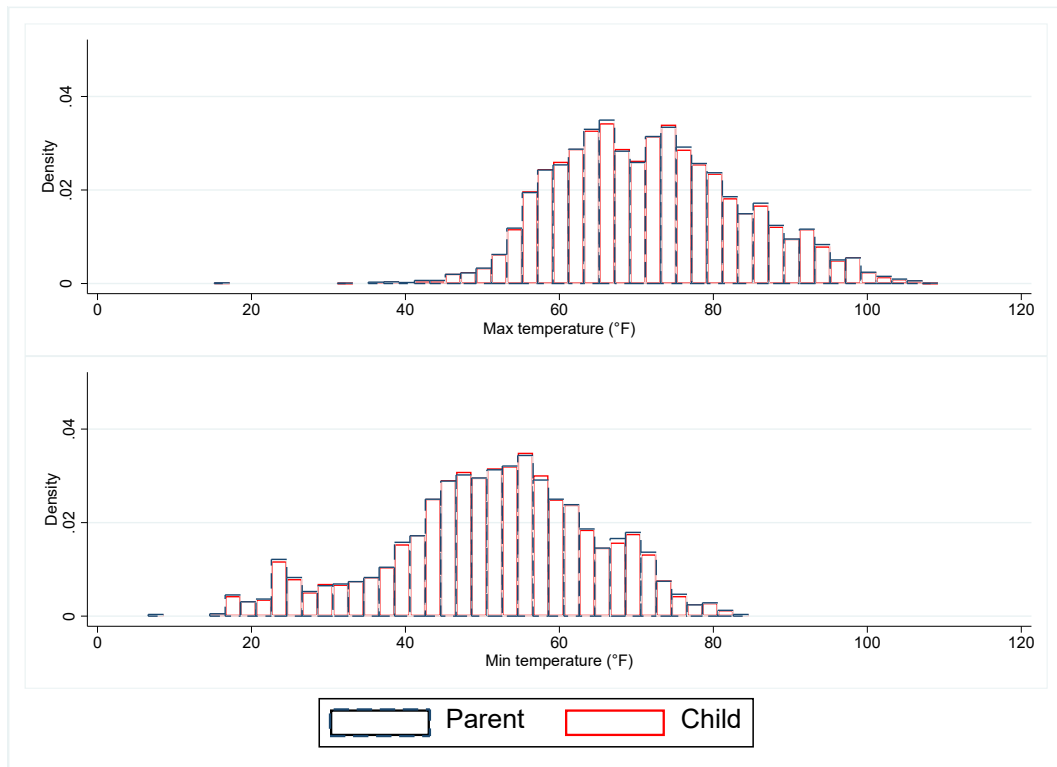 Density
.04
.02
0
0 20 40 60 80 100 120
Max temperature (°F)
Density
.04
.02
0
0 20 40 60 80 100 120
Min temperature (°F)
Parent Child